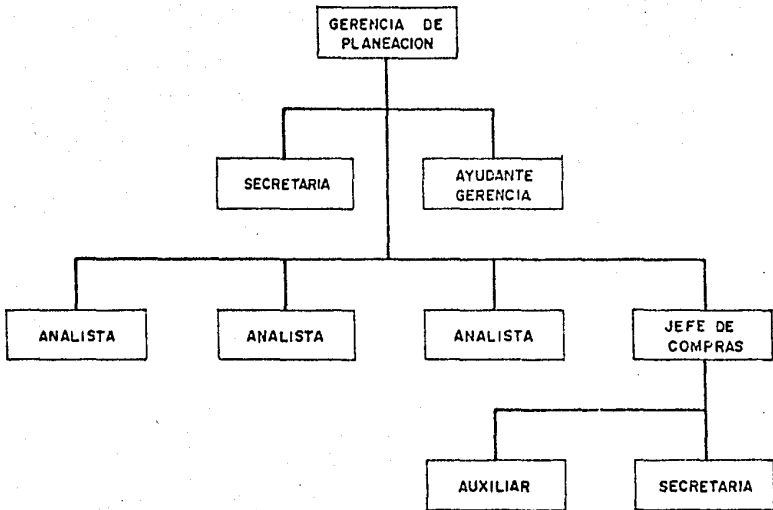 GERENCIA DE
PLANEACION
SECRETARIA
AYUDANTE
GERENCIA
ANALISTA
ANALISTA
ANALISTA
JEFE DE
COMPRAS
AUXILIAR
SECRETARIA